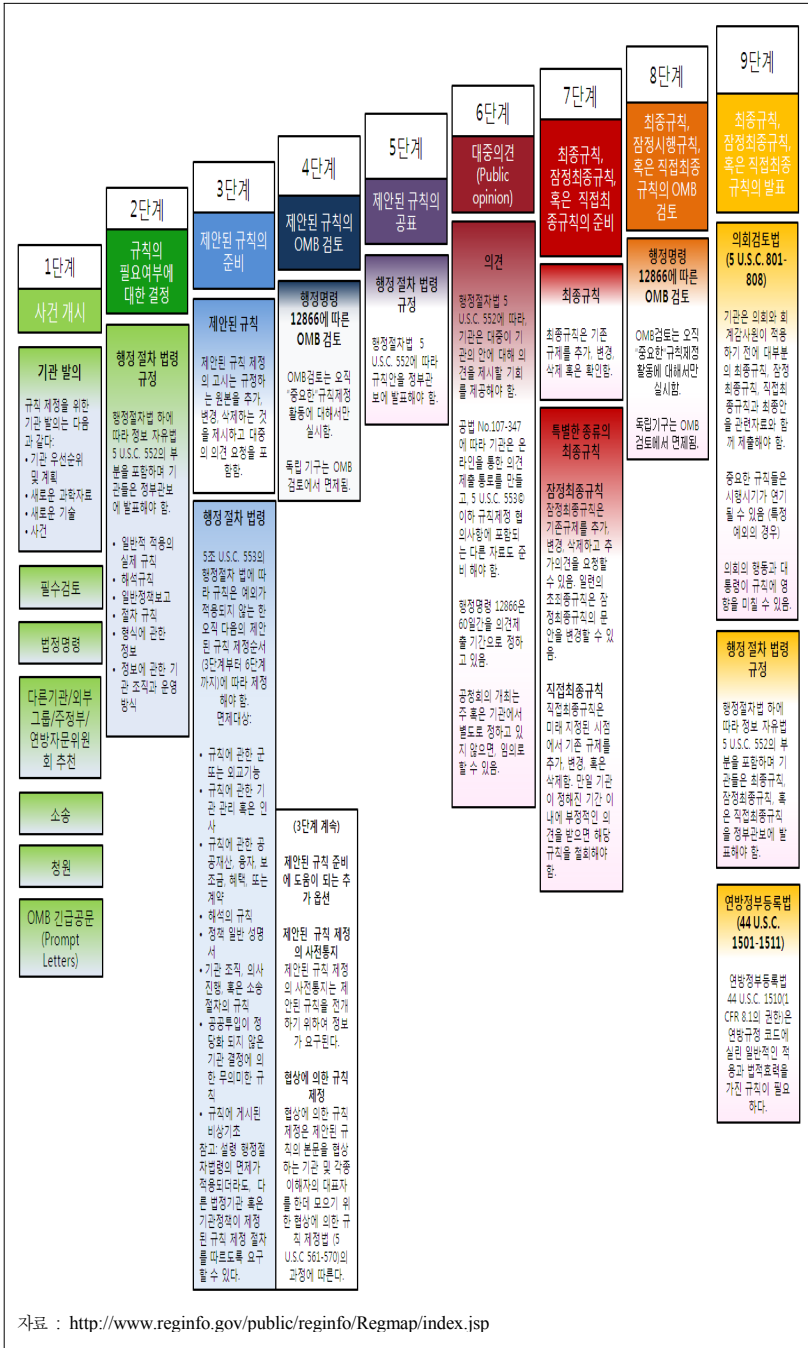 1단계
사건 개시
기관 발의
규칙 제정을 위한
기관 발의는 다음
과 같다:
• 기관 우선순위
및 계획
• 새로운 과학자료
• 새로운 기술
• 사건
필수검토
법정명령
다른기관/외부
그룹/주정부/
연방자문위원
회 추천
소송
청원
OMB 긴급공문
(Prompt
Letters)
2단계
규칙의
필요여부에
대한 결정
행정 절차 법령
규정
행정절차법 하에
따라 정보 자유법
5 U.S.C. 552의 부
분을 포함하며 기
관들은 정부관보
에 발표해야 함.
• 일반적 적용의
실제 규칙
• 해석규칙
• 일반정책보고
• 절차 규칙
• 형식에 관한
정보
• 정보에 관한 기
관 조직과 운영
방식
3단계
제안된 규칙의
준비
제안된 규칙
제안된 규칙 제정
의 고시는 규정하는
원본을 추가,
변경, 삭제하는 것
을 제시하고 대중
의 의견 요청을 포
함함.
행정 절차 법령
5조 U.S.C. 553의
행정절차 법에 따
라 규칙은 예외가
적용되지 않는 한
오직 다음의 제안
된 규칙 제정순서
(3단계부터 6단계
까지)에 따라 제정
해야 함.
면제대상:
• 규칙에 관한 군
또는 외교기능
• 규칙에 관한 기
관 관리 혹은 인
사
• 규칙에 관한 공
공재산, 융자, 보
조금, 혜택, 또는
계약
• 해석의 규칙
• 정책 일반 성명
서
• 기관 조직, 의사
진행, 혹은 소송
절차의 규칙
• 공공투입이 정
당화 되지 않은
기관 결정에 의
한 무의미한 규
칙
• 규칙에 게시된
비상기초
참고: 설령 행정절
차법령의 면제가
적용되더라도, 다
른 법정기관 혹은
기관정책이 제정
된 규칙 제정 절차
를 따르도록 요구
할 수 있다.
4단계
제안된 규칙의
OMB 검토
행정명령
12866에 따른
OMB 검토
OMB검토는 오직
"중요한"규칙제정
활동에 대해서만
실시함.
독립 기구는 OMB
검토에서 면제됨.
(3단계 계속)
제안된 규칙 준비
에 도움이 되는 추
가 옵션
제안된 규칙 제정
의 사전통지
제안된 규칙 제정
의 사전통지는 제
안된 규칙을 전개
하기 위하여 정보
가 요구된다.
협상에 의한 규칙
제정
협상에 의한 규칙
제정은 제안된 규
칙의 본문을 협상
하는 기관 및 각종
이해자의 대표자
를 한데 모으기 위
한 협상에 의한 규
칙 제정법 (5
U.S.C 561-570)의
과정에 따른다.
5단계
제안된 규칙의
공표
행정 절차 법령
규정
행정절차법 5
U.S.C. 552에 따라
규칙안을 정부관
보에 발표해야 함.
6단계
대중의견
(Public
opinion)
의견
행정절차법 5
U.S.C. 552에 따라,
기관은 대중이 기
관의 안에 대해 의
견을 제시할 기회
를 제공해야 함.
공법 No.107-347
에 따라 기관은 온
라인을 통한 의견
제출 통로를 만들
고, 5 U.S.C. 553©
이하 규칙제정 협
의사항에 포함되
는 다른 자료도 준
비 해야 함.
행정명령 12866은
60일간을 의견제
출 기간으로 정하
고 있음.
공청회의 개최는
주 혹은 기관에서
별도로 정하고 있
지 않으면, 임의로
할 수 있음.
7단계
최종규칙,
잠정최종규칙,
혹은 직접최
종규칙의 준비
최종규칙
최종규칙은 기존
규제를 추가, 변경,
삭제 혹은 확인함.
특별한 종류의
최종규칙
잠정최종규칙
잠정최종규칙은
기존규제를 추가,
변경, 삭제하고 추
가의견을 요청할
수 있음. 일련의
초죄종규칙은 잠
정최종규칙의 문
안을 변경할 수 있
음.
직접최종규칙
직접최종규칙은
미래 지정된 시점
에서 기존 규제를
추가, 변경, 혹은
삭제함. 만일 기관
이 정해진 기간 이
내에 부정적인 의
견을 받으면 해당
규칙을 철회해야
함.
8단계
최종규칙,
잠정시행규칙,
혹은 직접최종
규칙의 OMB
검토
행정명령
12866에 따른
OMB 검토
OMB검토는 오직
"중요한"규칙제정
활동에 대해서만
실시함.
독립기구는 OMB
검토에서 면제됨.
9단계
최종규칙,
잠정최종규칙,
혹은 직접최종
규칙의 발표
의회검토법
(5 U.S.C. 801-
808)
기관은 의회와 회
계감사원이 적용
하기 전에 대부분
의 최종규칙, 잠정
최종규칙, 직접최
종규칙과 최종안
을 관련자료와 함
께 제출해야 함.
중요한 규칙들은
시행시기가 연기
될 수 있음 (특정
예외의 경우)
의회의 행동과 대
통령이 규칙에 영
향을 미칠 수 있음.
행정 절차 법령
규정
행정절차법 하에
따라 정보 자유법
5 U.S.C. 552의 부
분을 포함하며 기
관들은 최종규칙,
잠정최종규칙, 혹
은 직접최종규칙
을 정부관보에 발
표해야 함.
연방정부등록법
(44 U.S.C.
1501-1511)
연방정부등록법
44 U.S.C. 1510(1
CFR 8.1의 권한)은
연방규정 코드에
실린 일반적인 적
용과 법적효력을
가진 규칙이 필요
하다.
자료 : http://www.reginfo.gov/public/reginfo/Regmap/index.jsp